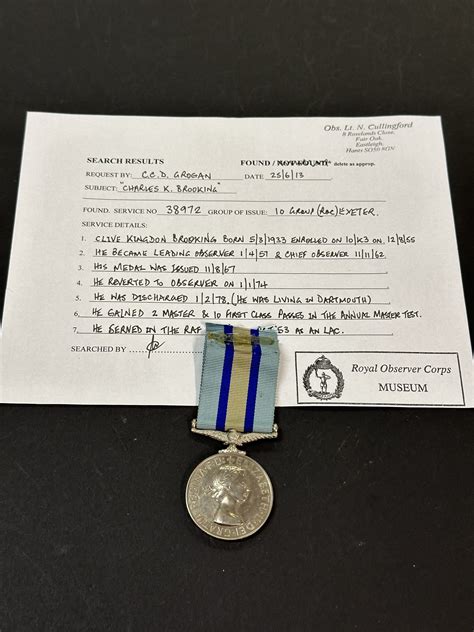 Obs. Lt. N. Cullingford
8 Roselands Close,
Fair Oak,
Eastleigh,
Hants SO50 8GN
SEARCH RESULTS FOUND / NOT FOUND * delete as approp.
REQUEST BY: C.C.D. GROGAN DATE 25/6/13
SUBJECT: "CHARLES K. BROOKING"
FOUND. SERVICE NO 38972 GROUP OF ISSUE: 10 GROUP (ROC) EXETER.
SERVICE DETAILS:
1. CLIVE KINGDON BROOKING BORN 5/3/1933 ENROLLED ON 10/K3 ON 12/8/55
2. HE BECAME LEADING OBSERVER 1/4/57 & CHIEF OBSERVER 11/11/62
3. HIS MEDAL WAS ISSUED 11/8/67
4. HE REVERTED TO OBSERVER ON 1/1/74
5. HE WAS DISCHARGED 1/2/78, (HE WAS LIVING IN DARTMOUTH)
6. HE GAINED 2 MASTER & 10 FIRST CLASS PASSES IN THE ANNUAL MASTER TEST.
7. HE SERVED IN THE RAF '53 AS AN LAC.
SEARCHED BY
Royal Observer Corps
MUSEUM